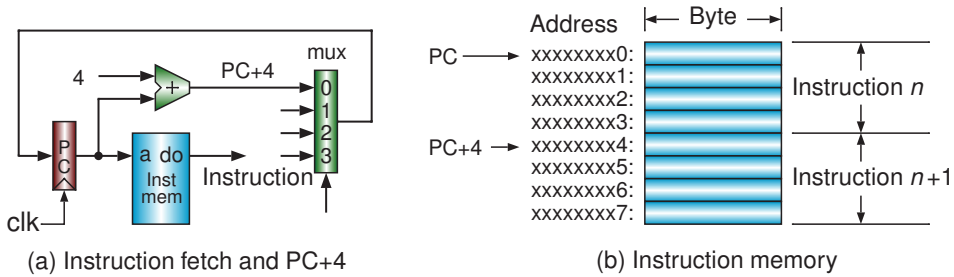 mux
4
+
PC+4
0
1
2
3
PC
a do
Inst
mem
Instruction
clk
(a) Instruction fetch and PC+4
Address
Byte
PC
xxxxxxxx0:
xxxxxxxx1:
xxxxxxxx2:
xxxxxxxx3:
PC+4
xxxxxxxx4:
xxxxxxxx5:
xxxxxxxx6:
xxxxxxxx7:
Instruction n
Instruction n+1
(b) Instruction memory